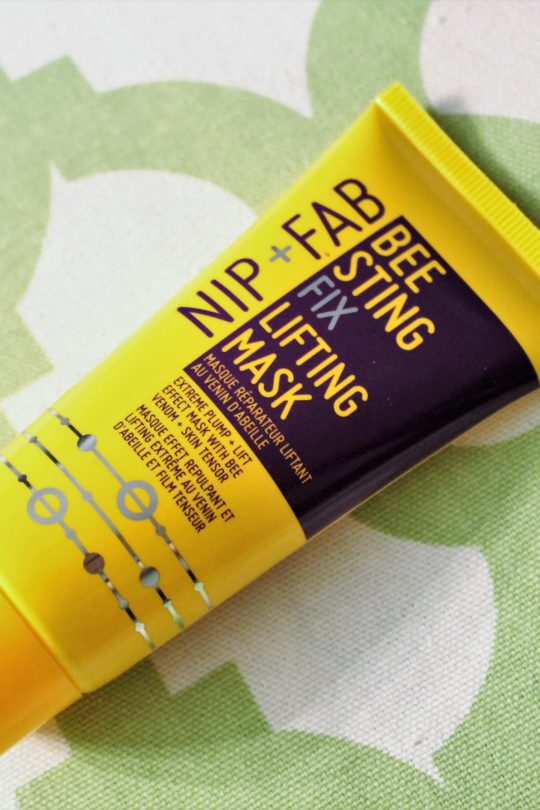 NIP + FAB
BEE
STING
FIX
LIFTING
MASK
MASQUE RÉPARATEUR LIFTANT
AU VENIN D'ABEILLE
EXTREME PLUMP + LIFT
EFFECT MASK WITH BEE
VENOM + SKIN TENSOR
MASQUE EFFET REPULPANT ET
LIFTING EXTRÊME AU VENIN
D'ABEILLE ET FILM TENSEUR